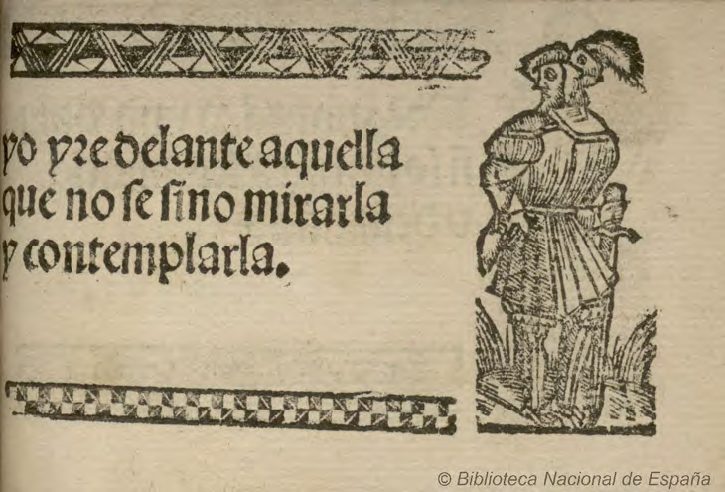 yo yre delante aquella
que no se sino mirarla
y contemplarla.
© Biblioteca Nacional de España